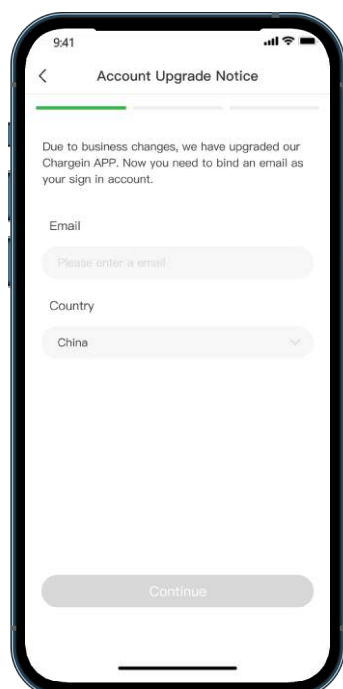 9:41
Account Upgrade Notice
Due to business changes, we have upgraded our
Chargein APP. Now you need to bind an email as
your sign in account.
Email
Please enter a email
Country
China
Continue